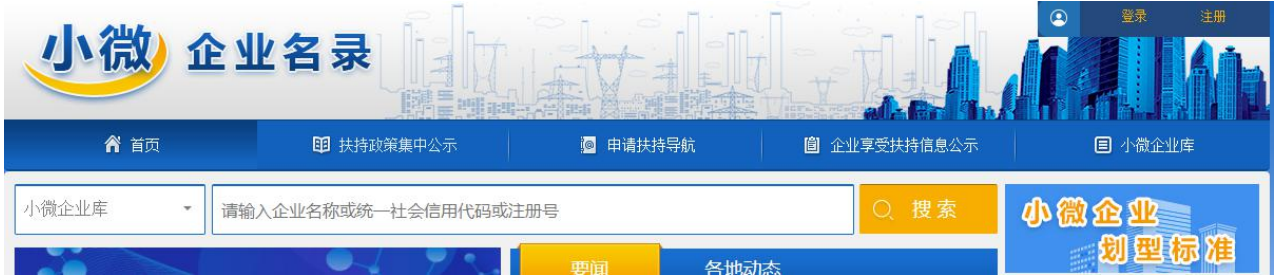 登录 注册
小微 企业名录
首页 扶持政策集中公示 申请扶持导航 企业享受扶持信息公示 小微企业库
小微企业库 请输入企业名称或统一社会信用代码或注册号 搜索
小微企业
划型标准
要闻 各地动态